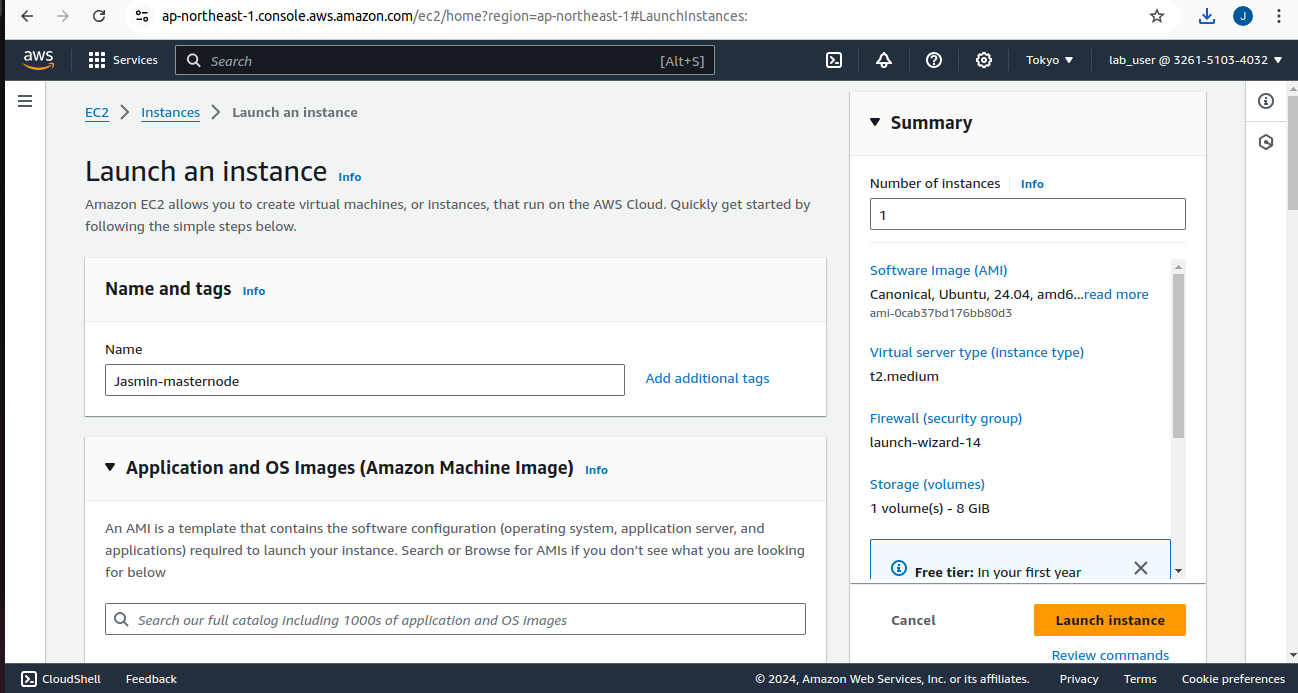 ap-northeast-1.console.aws.amazon.com/ec2/home?region=ap-northeast-1#LaunchInstances:
J
aws
Services
Search
[Alt+S]
Tokyo
lab_user @ 3261-5103-4032
EC2
Instances
Launch an instance
Launch an instance Info
Amazon EC2 allows you to create virtual machines, or instances, that run on the AWS Cloud. Quickly get started by
following the simple steps below.
Name and tags Info
Name
Jasmin-masternode
Add additional tags
Application and OS Images (Amazon Machine Image) Info
An AMI is a template that contains the software configuration (operating system, application server, and
applications) required to launch your instance. Search or Browse for AMIs if you don't see what you are looking
for below
Search our full catalog including 1000s of application and OS images
Summary
Number of instances Info
1
Software Image (AMI)
Canonical, Ubuntu, 24.04, amd6...read more
ami-0cab37bd176bb80d3
Virtual server type (instance type)
t2.medium
Firewall (security group)
launch-wizard-14
Storage (volumes)
1 volume(s) - 8 GiB
Free tier: In your first year
Cancel
Launch instance
Review commands
CloudShell
Feedback
© 2024, Amazon Web Services, Inc. or its affiliates.
Privacy
Terms
Cookie preferences